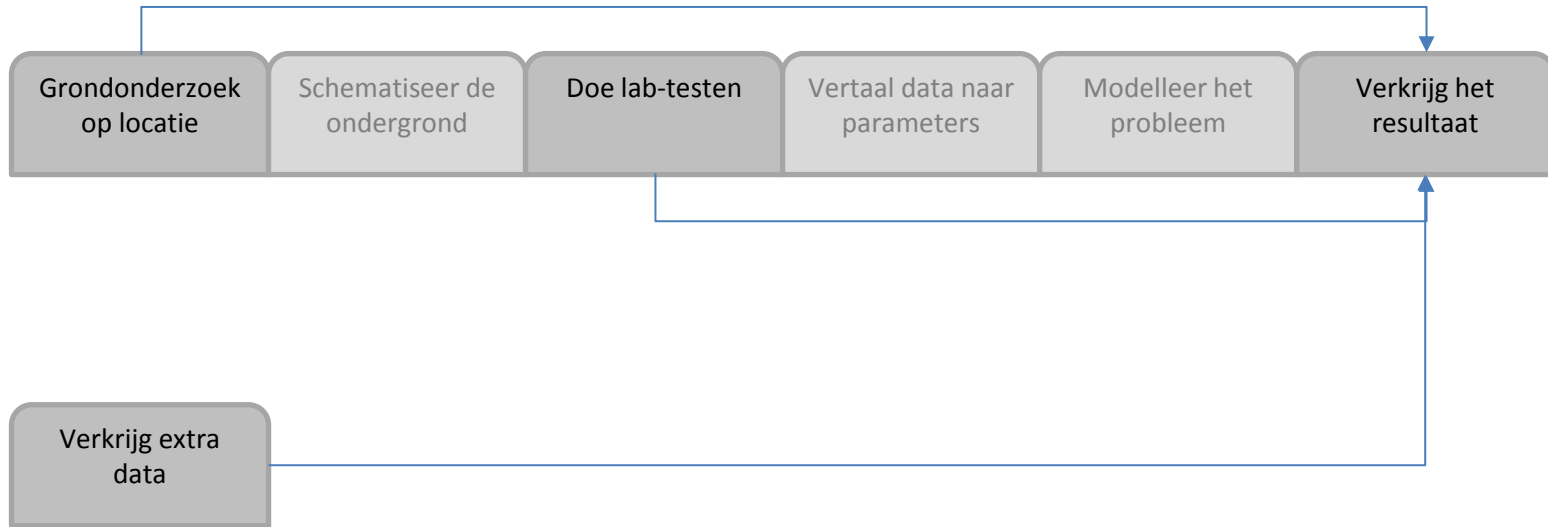 Grondonderzoek
op locatie
Schematiseer de
ondergrond
Doe lab-testen
Vertaal data naar
parameters
Modelleer het
probleem
Verkrijg het
resultaat
Verkrijg extra
data